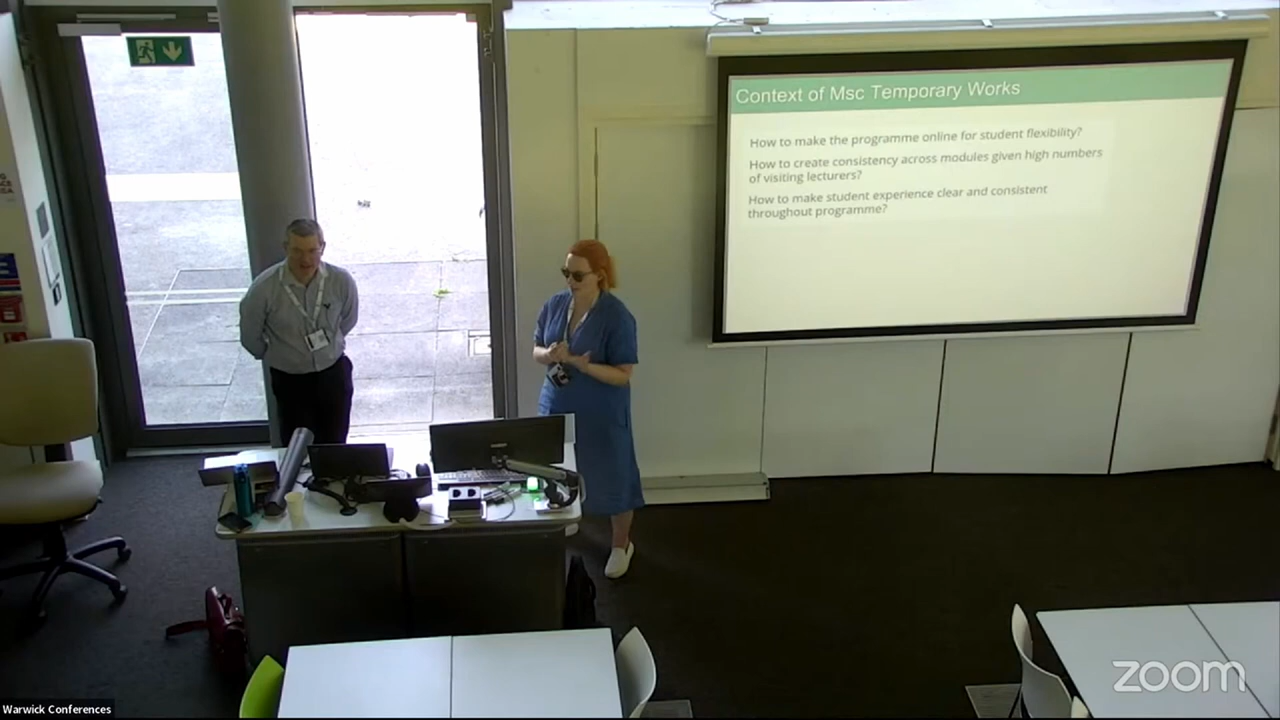 Context of Msc Temporary Works
How to make the programme online for student flexibility?
How to create consistency across modules given high numbers
of visiting lecturers?
How to make student experience clear and consistent
throughout programme?
zoom
Warwick Conferences